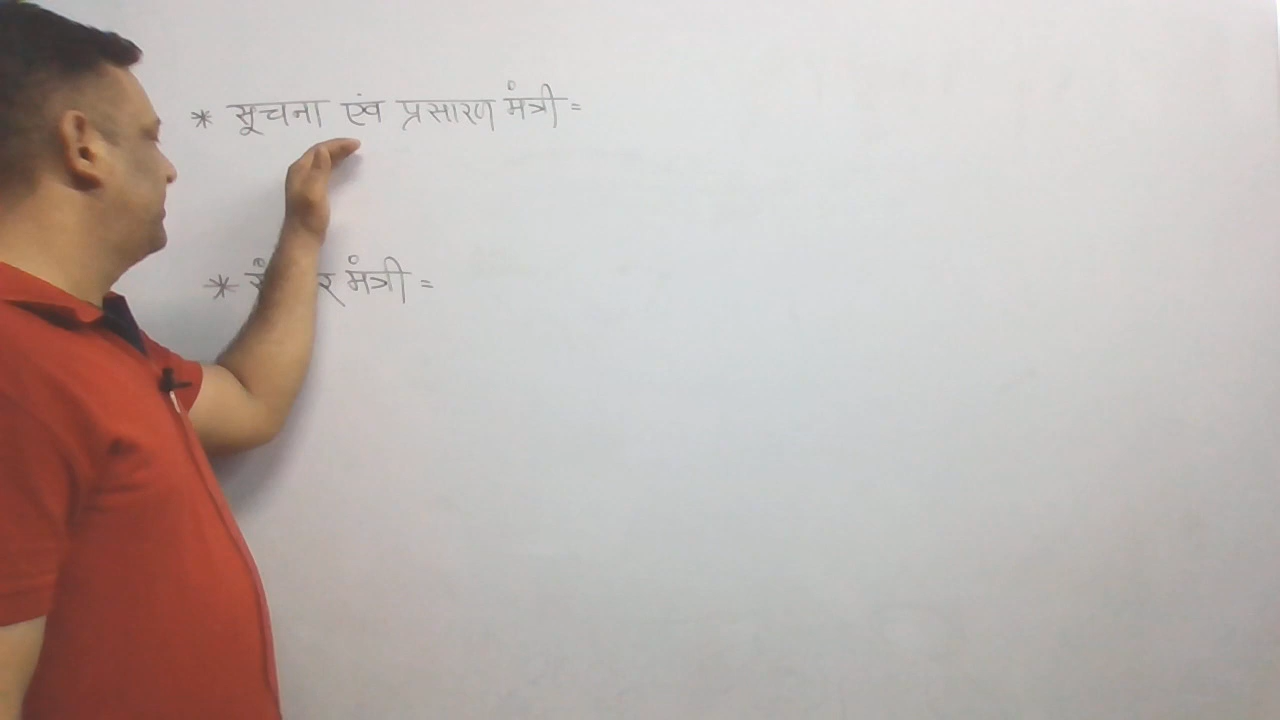 * सूचना एंव प्रसारण मंत्री =
* मंत्री =